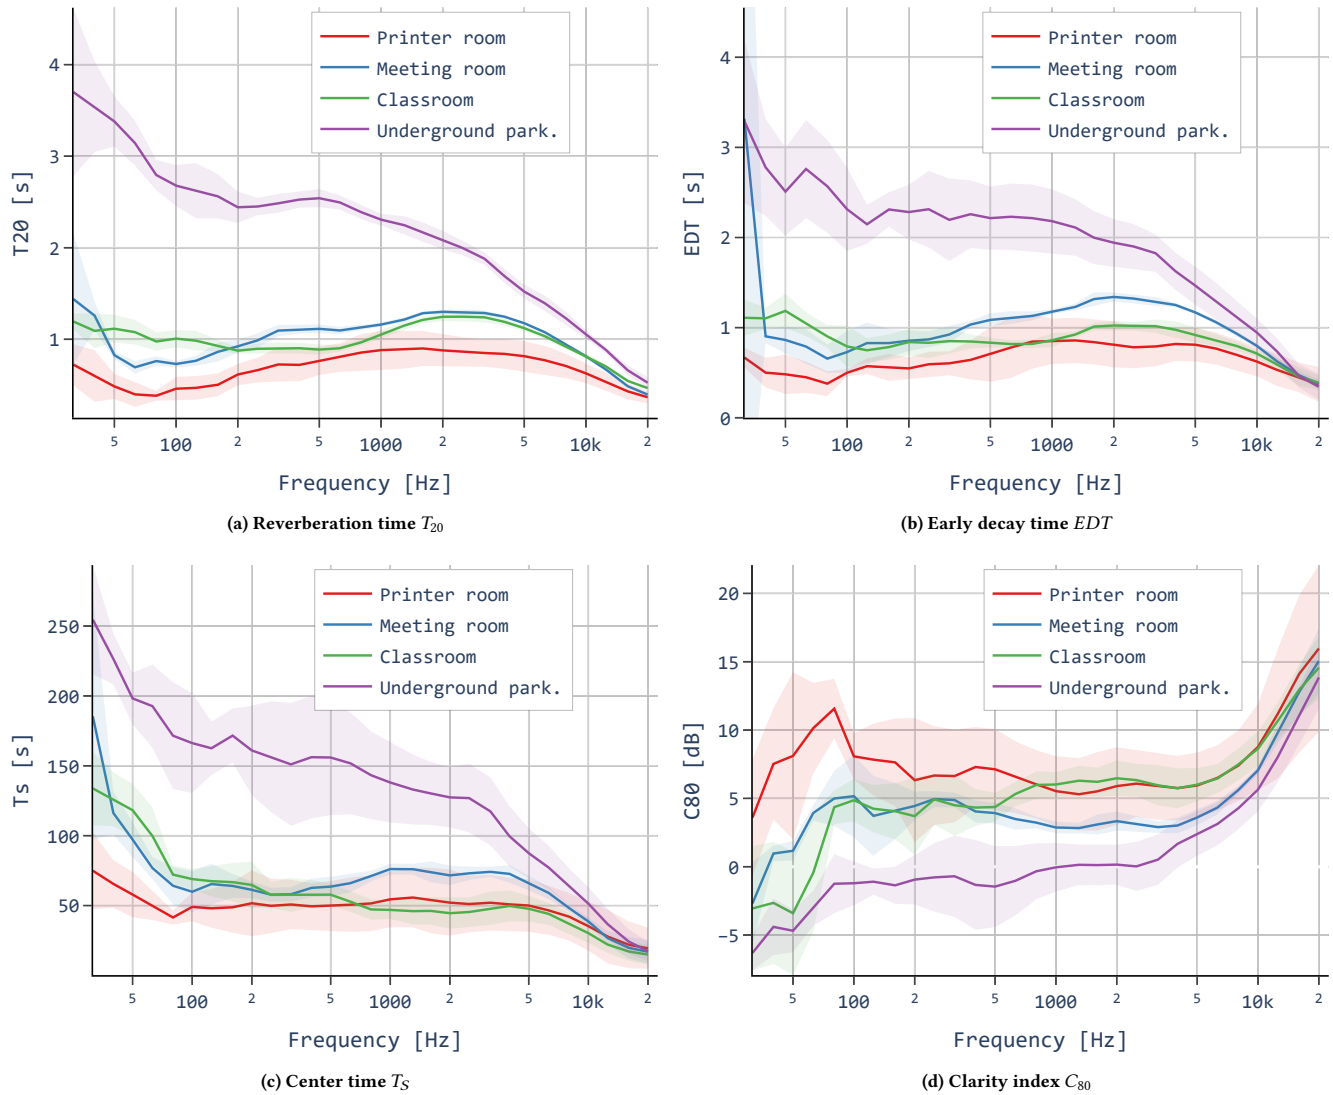 Printer room
Meeting room
Classroom
Underground park.
4
3
2
1
T20 [s]
5 100 2 5 1000 2 5 10k 2
Frequency [Hz]
(a) Reverberation time T20
Printer room
Meeting room
Classroom
Underground park.
4
3
2
1
0
EDT [s]
5 100 2 5 1000 2 5 10k 2
Frequency [Hz]
(b) Early decay time EDT
Printer room
Meeting room
Classroom
Underground park.
250
200
150
100
50
Ts [s]
5 100 2 5 1000 2 5 10k 2
Frequency [Hz]
(c) Center time TS
Printer room
Meeting room
Classroom
Underground park.
20
15
10
5
0
−5
C80 [dB]
5 100 2 5 1000 2 5 10k 2
Frequency [Hz]
(d) Clarity index C80